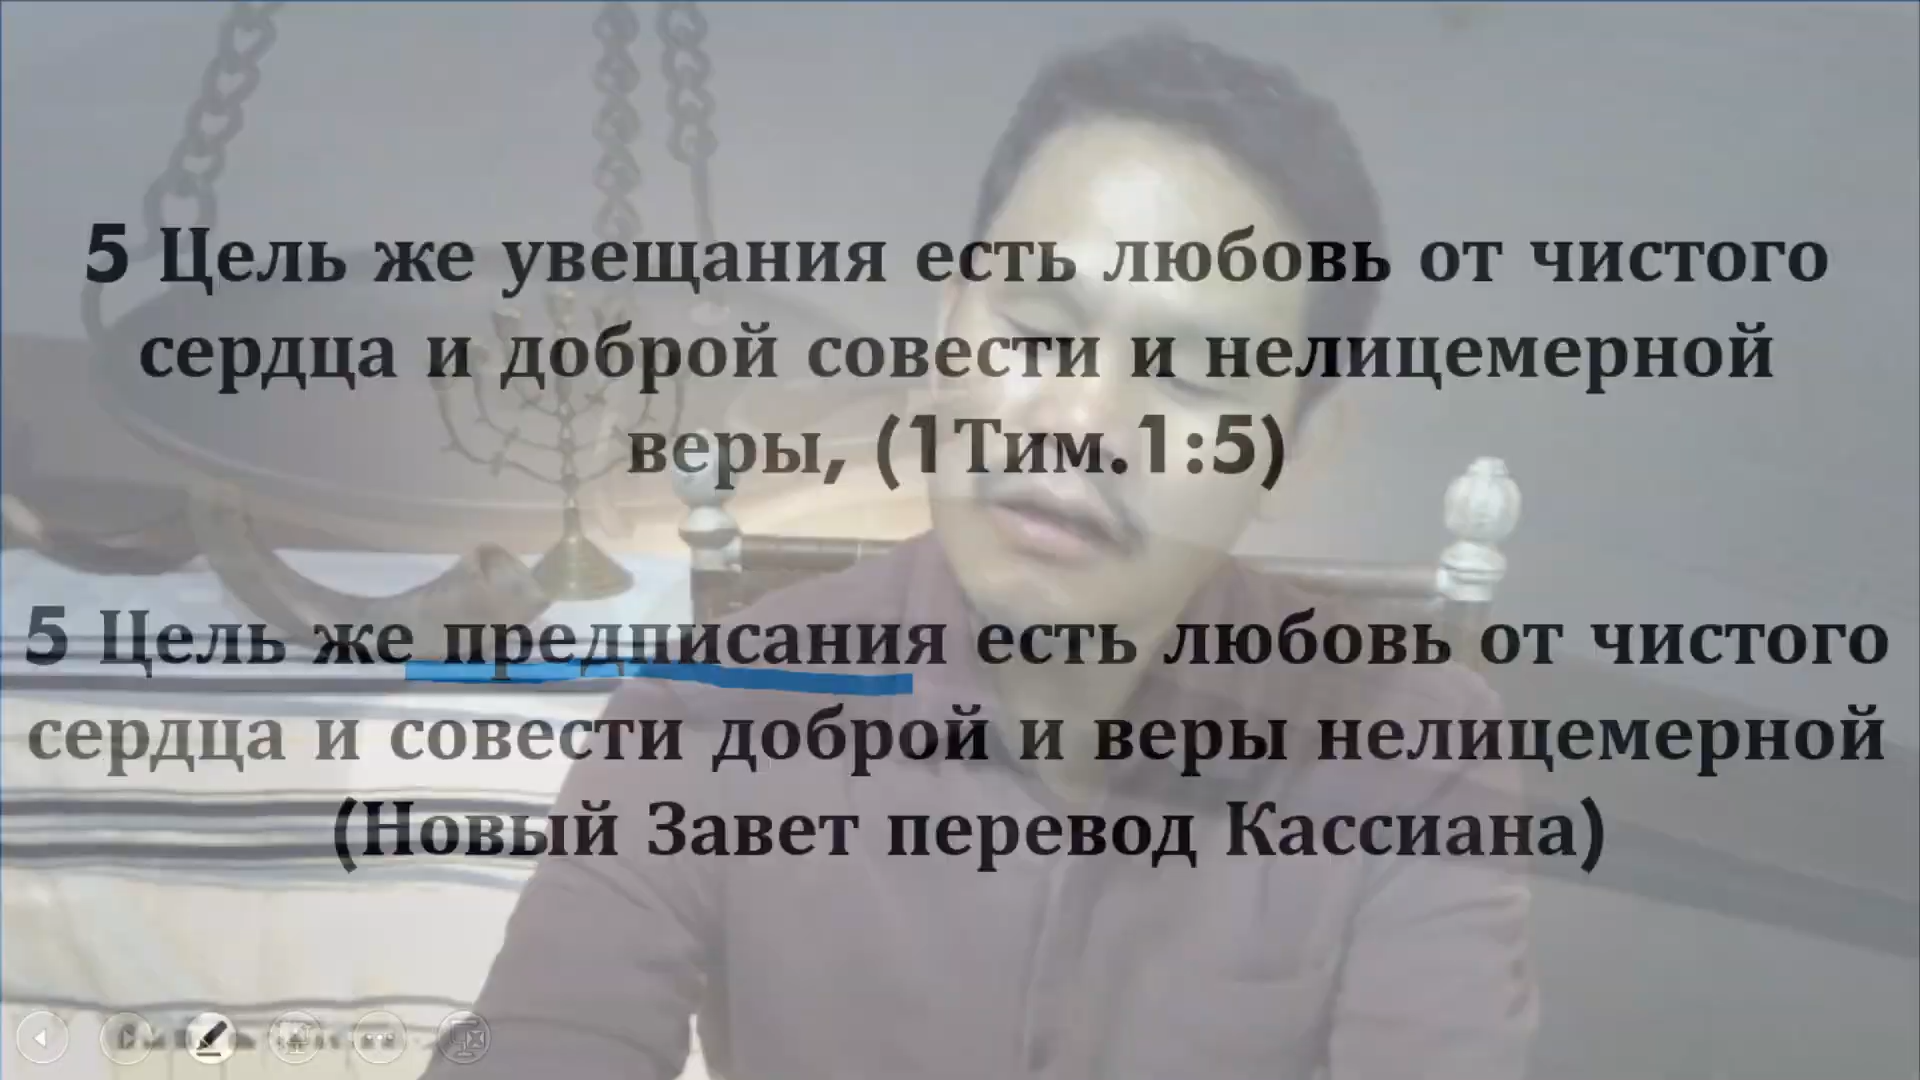 5 Цель же увещания есть любовь от чистого
сердца и доброй совести и нелицемерной
веры, (1Тим.1:5)
5 Цель же предписания есть любовь от чистого
сердца и совести доброй и веры нелицемерной
(Новый Завет перевод Кассиана)